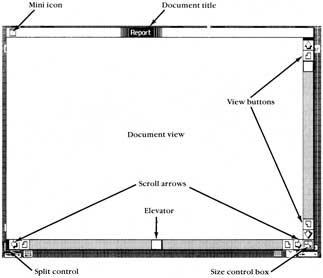 Mini icon
Document title
Report
View buttons
Document view
Scroll arrows
Elevator
Split control
Size control box